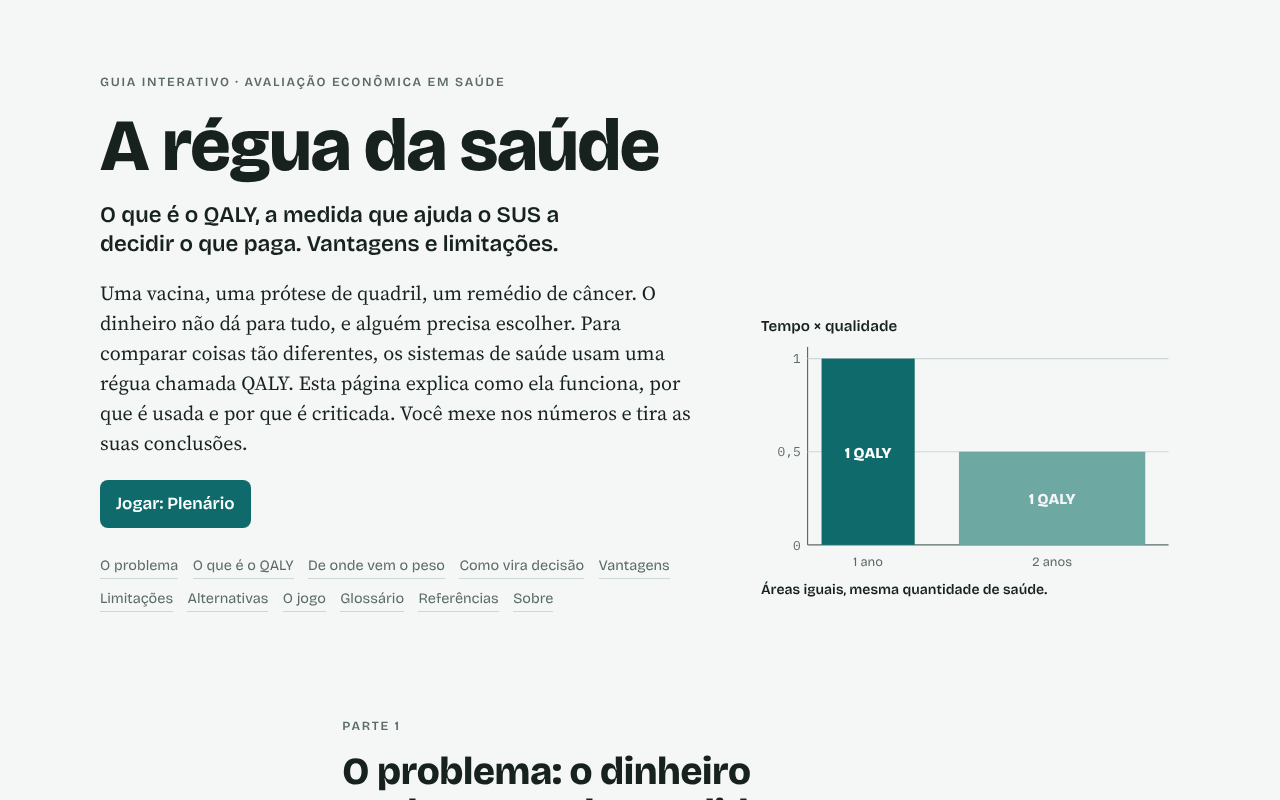 GUIA INTERATIVO · AVALIAÇÃO ECONÔMICA EM SAÚDE
A régua da saúde
O que é o QALY, a medida que ajuda o SUS a
decidir o que paga. Vantagens e limitações.
Uma vacina, uma prótese de quadril, um remédio de câncer. O
dinheiro não dá para tudo, e alguém precisa escolher. Para
comparar coisas tão diferentes, os sistemas de saúde usam uma
régua chamada QALY. Esta página explica como ela funciona, por
que é usada e por que é criticada. Você mexe nos números e tira as
suas conclusões.
Jogar: Plenário
O problema O que é o QALY De onde vem o peso Como vira decisão Vantagens
Limitações Alternativas O jogo Glossário Referências Sobre
Tempo × qualidade
1
0,5
0
1 QALY
1 QALY
1 ano
2 anos
Áreas iguais, mesma quantidade de saúde.
PARTE 1
O problema: o dinheiro